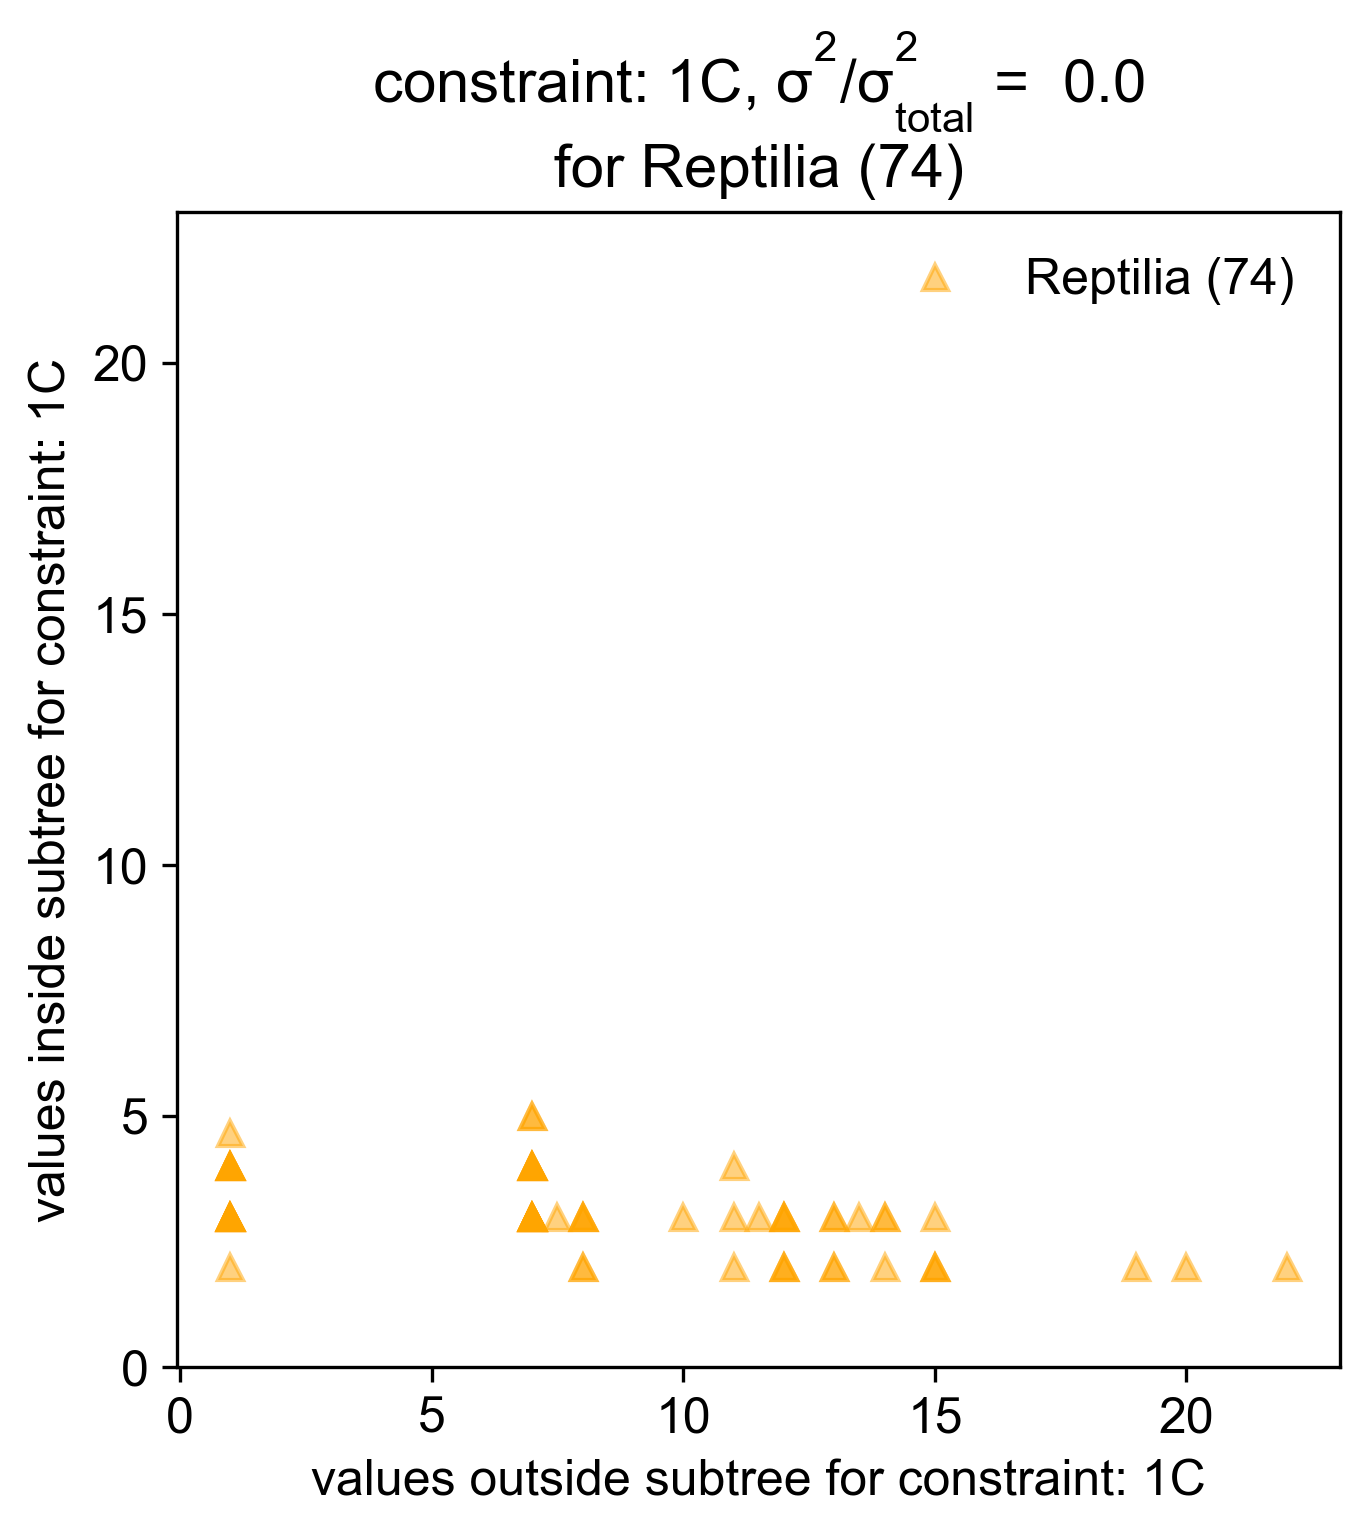 constraint: 1C, σ²/σ²total = 0.0
for Reptilia (74)
Reptilia (74)
values inside subtree for constraint: 1C
20
15
10
5
0
0 5 10 15 20
values outside subtree for constraint: 1C